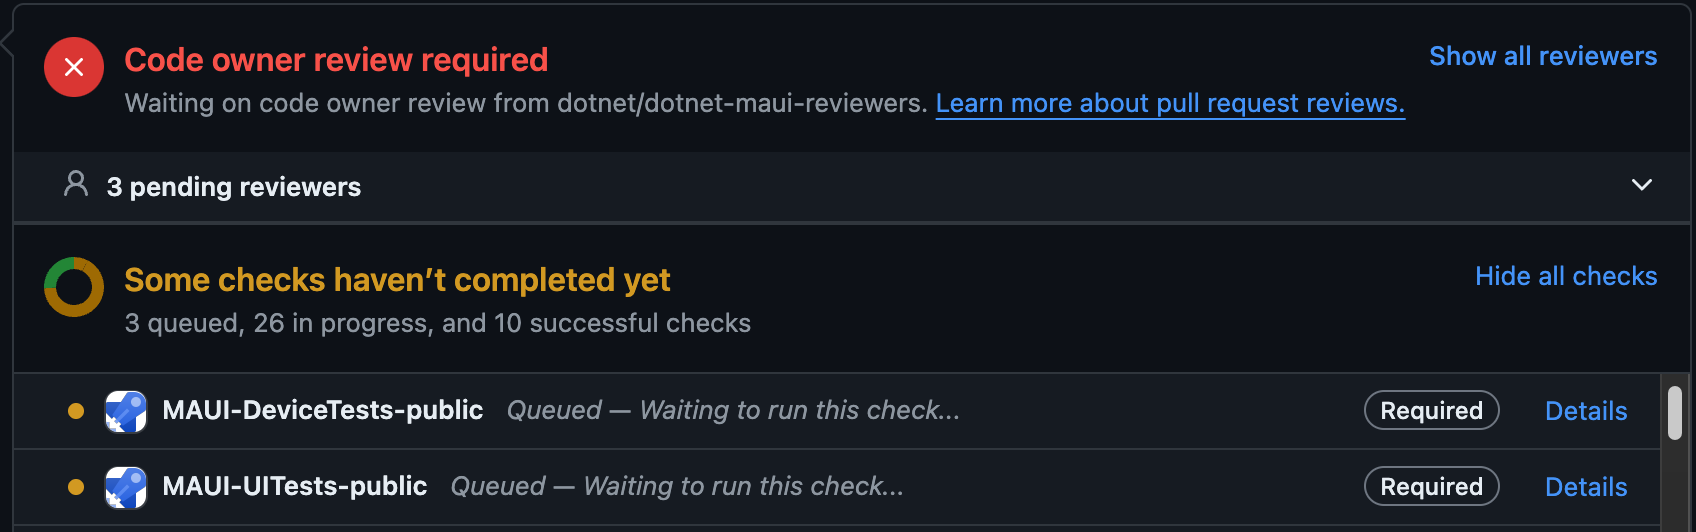 Code owner review required
Show all reviewers
Waiting on code owner review from dotnet/dotnet-maui-reviewers. Learn more about pull request reviews.
3 pending reviewers
Some checks haven’t completed yet
Hide all checks
3 queued, 26 in progress, and 10 successful checks
MAUI-DeviceTests-public Queued — Waiting to run this check... Required Details
MAUI-UITests-public Queued — Waiting to run this check... Required Details